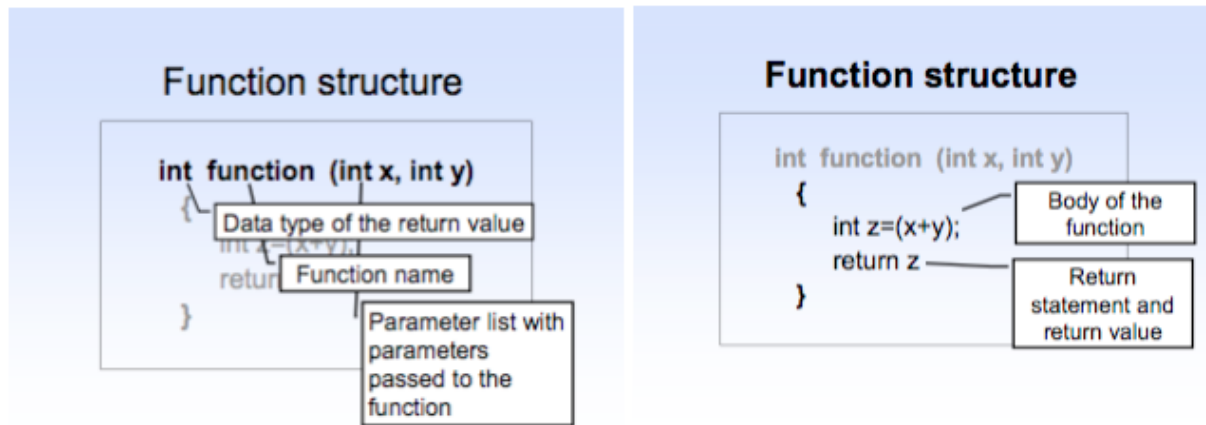 Function structure
int function (int x, int y)
{
Data type of the return value
int z=(x+y);
Function name
return
}
Parameter list with
parameters
passed to the
function
Function structure
int function (int x, int y)
{
Body of the
function
int z=(x+y);
return z
Return
statement and
return value
}